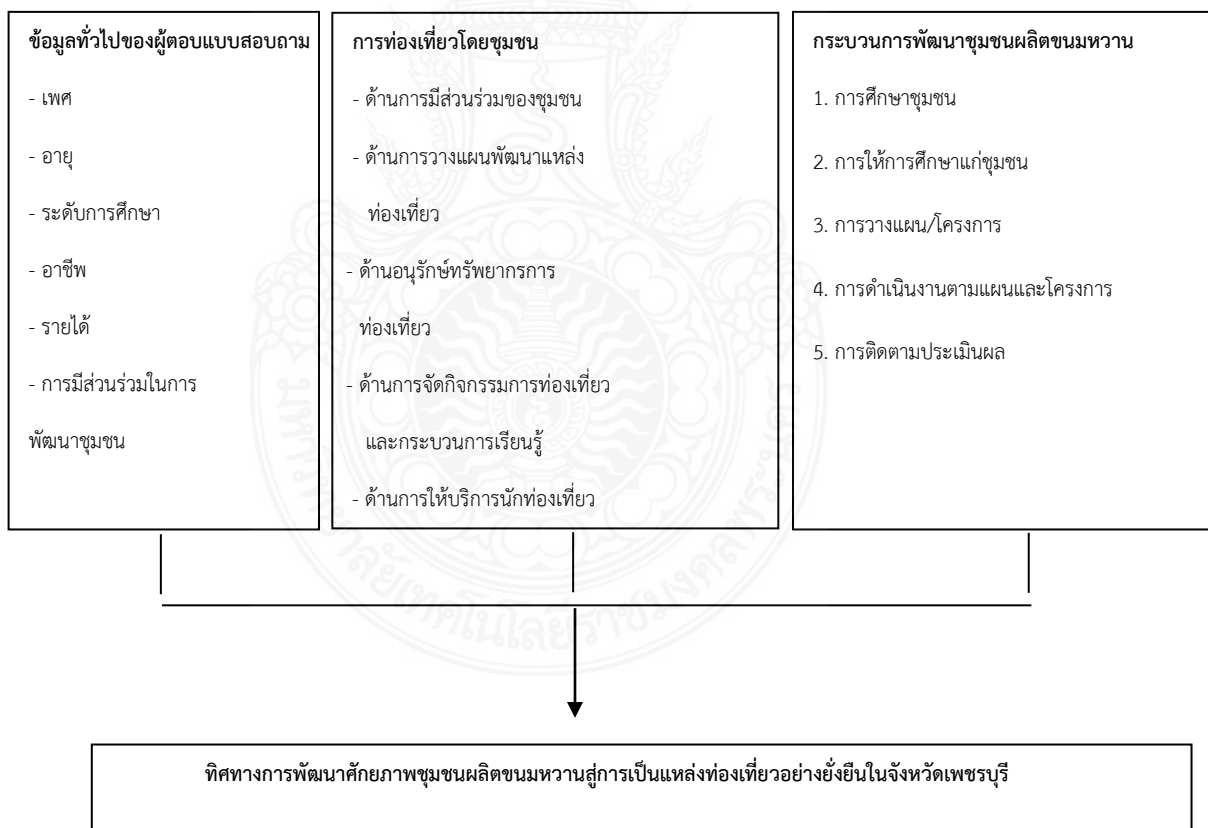 ข้อมูลทั่วไปของผู้ตอบแบบสอบถาม
- เพศ
- อายุ
- ระดับการศึกษา
- อาชีพ
- รายได้
- การมีส่วนร่วมในการ
พัฒนาชุมชน
การท่องเที่ยวโดยชุมชน
- ด้านการมีส่วนร่วมของชุมชน
- ด้านการวางแผนพัฒนาแหล่ง
ท่องเที่ยว
- ด้านอนุรักษ์ทรัพยากรการ
ท่องเที่ยว
- ด้านการจัดกิจกรรมการท่องเที่ยว
และกระบวนการเรียนรู้
- ด้านการให้บริการนักท่องเที่ยว
กระบวนการพัฒนาชุมชนผลิตขนมหวาน
1. การศึกษาชุมชน
2. การให้การศึกษาแก่ชุมชน
3. การวางแผน/โครงการ
4. การดำเนินงานตามแผนและโครงการ
5. การติดตามประเมินผล
ทิศทางการพัฒนาศักยภาพชุมชนผลิตขนมหวานสู่การเป็นแหล่งท่องเที่ยวอย่างยั่งยืนในจังหวัดเพชรบุรี